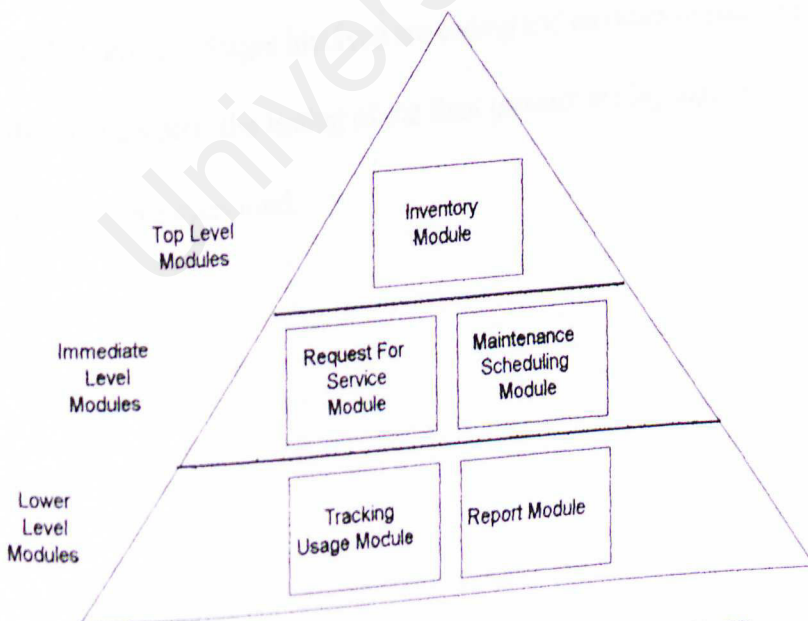 Univers
Top Level
Modules
Inventory
Module
Immediate
Level
Modules
Request For
Service
Module
Maintenance
Scheduling
Module
Lower
Level
Modules
Tracking
Usage Module
Report Module